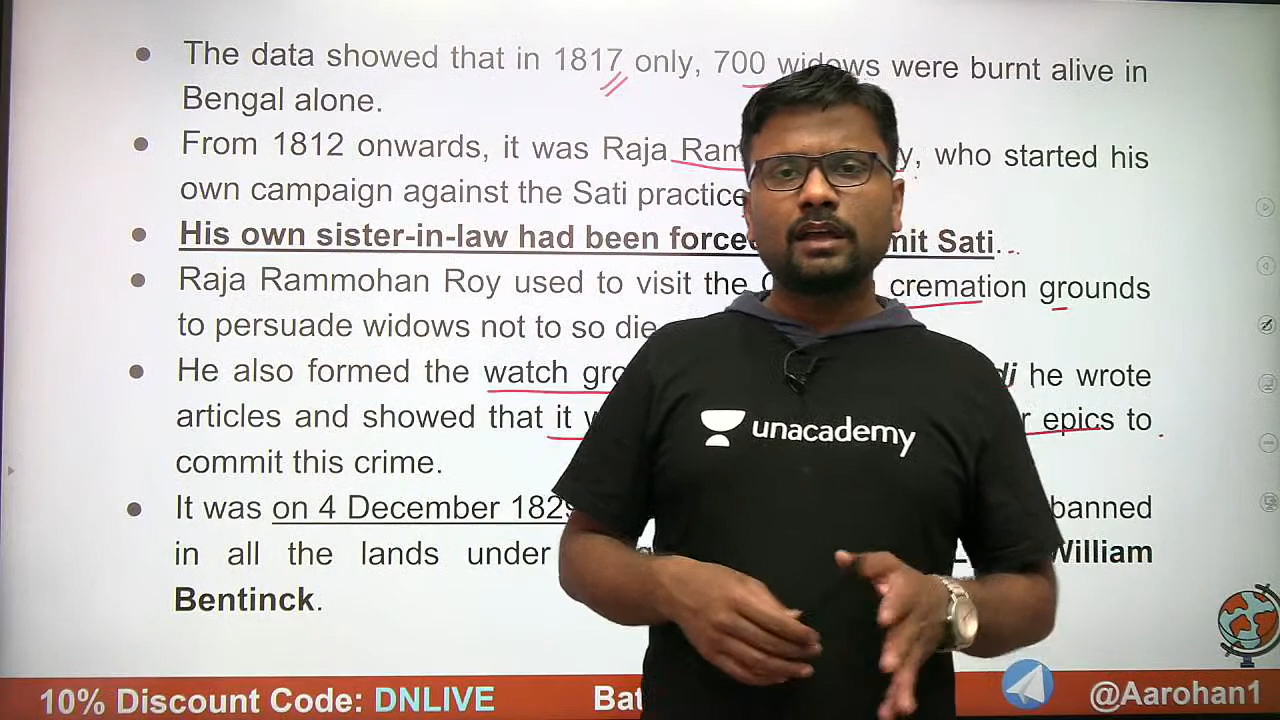 The data showed that in 1817 only, 700 widows were burnt alive in
Bengal alone.
From 1812 onwards, it was Raja Ram y, who started his
own campaign against the Sati practice
His own sister-in-law had been force mit Sati.
Raja Rammohan Roy used to visit the cremation grounds
to persuade widows not to so die
He also formed the watch gro di he wrote
articles and showed that it w r epics to
commit this crime.
It was on 4 December 1829 banned
in all the lands under William
Bentinck.
unacademy
10% Discount Code: DNLIVE Bat @Aarohan1